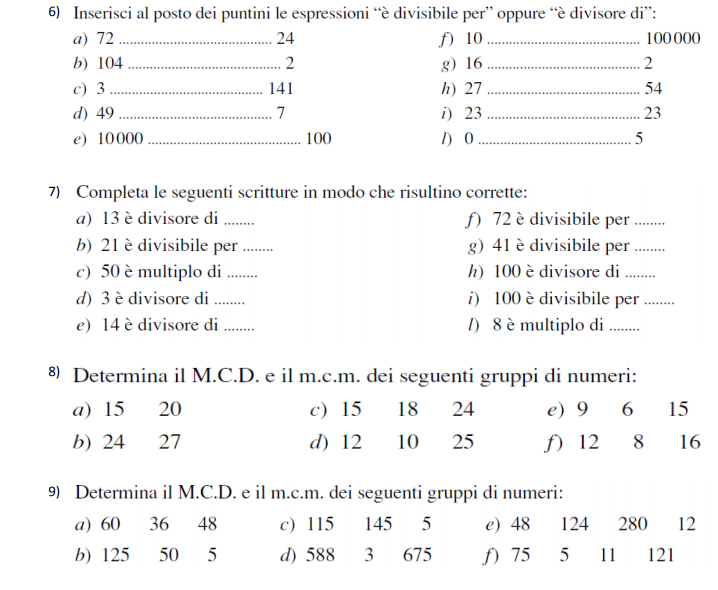 6) Inserisci al posto dei puntini le espressioni “è divisibile per” oppure “è divisore di”:
a) 72 ........................................ 24
f) 10 ........................................ 100000
b) 104 ........................................ 2
g) 16 ........................................ 2
c) 3 ........................................ 141
h) 27 ........................................ 54
d) 49 ........................................ 7
i) 23 ........................................ 23
e) 10000 ........................................ 100
l) 0 ........................................ 5
7) Completa le seguenti scritture in modo che risultino corrette:
a) 13 è divisore di ........
f) 72 è divisibile per ........
b) 21 è divisibile per ........
g) 41 è divisibile per ........
c) 50 è multiplo di ........
h) 100 è divisore di ........
d) 3 è divisore di ........
i) 100 è divisibile per ........
e) 14 è divisore di ........
l) 8 è multiplo di ........
8) Determina il M.C.D. e il m.c.m. dei seguenti gruppi di numeri:
a) 15 20 c) 15 18 24 e) 9 6 15
b) 24 27 d) 12 10 25 f) 12 8 16
9) Determina il M.C.D. e il m.c.m. dei seguenti gruppi di numeri:
a) 60 36 48 c) 115 145 5 e) 48 124 280 12
b) 125 50 5 d) 588 3 675 f) 75 5 11 121